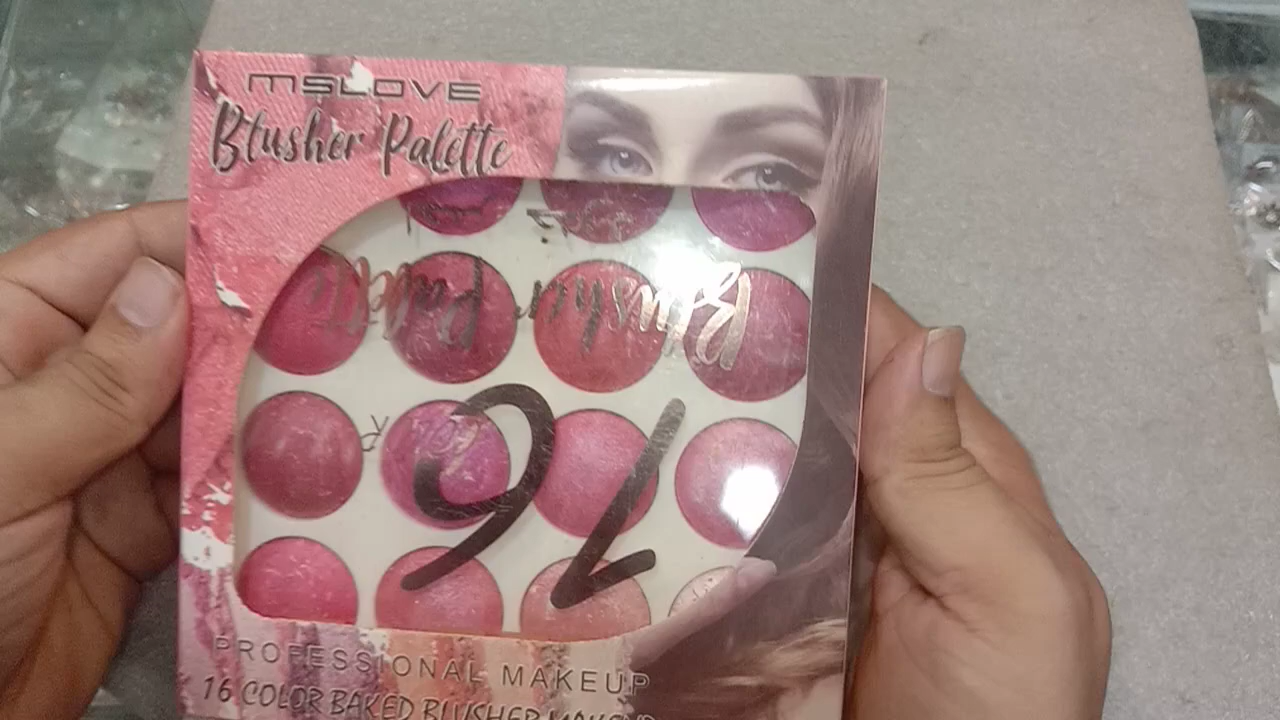 MSLOVE
Blusher Palette
Blusher Palette
16
PROFESSIONAL MAKEUP
16 COLOR BAKED BLUSHER